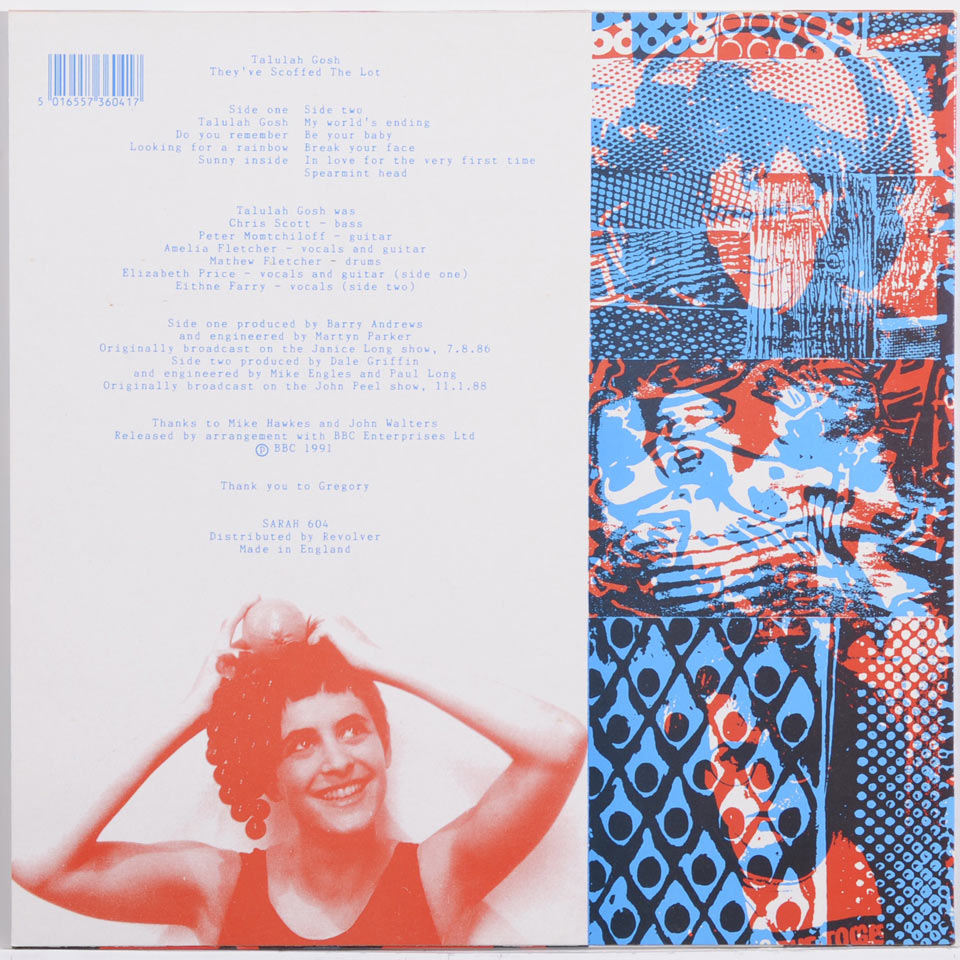 5 016557 360417
Talulah Gosh
They've Scoffed The Lot
Side one
Talulah Gosh
Do you remember
Looking for a rainbow
Sunny inside
Side two
My world's ending
Be your baby
Break your face
In love for the very first time
Spearmint head
Talulah Gosh was
Chris Scott – bass
Peter Momtchiloff – guitar
Amelia Fletcher – vocals and guitar
Mathew Fletcher – drums
Elizabeth Price – vocals and guitar (side one)
Eithne Farry – vocals (side two)
Side one produced by Barry Andrews
and engineered by Martyn Parker
Originally broadcast on the Janice Long show, 7.8.86
Side two produced by Dale Griffin
and engineered by Mike Engles and Paul Long
Originally broadcast on the John Peel show, 11.1.88
Thanks to Mike Hawkes and John Walters
Released by arrangement with BBC Enterprises Ltd
Ⓟ BBC 1991
Thank you to Gregory
SARAH 604
Distributed by Revolver
Made in England